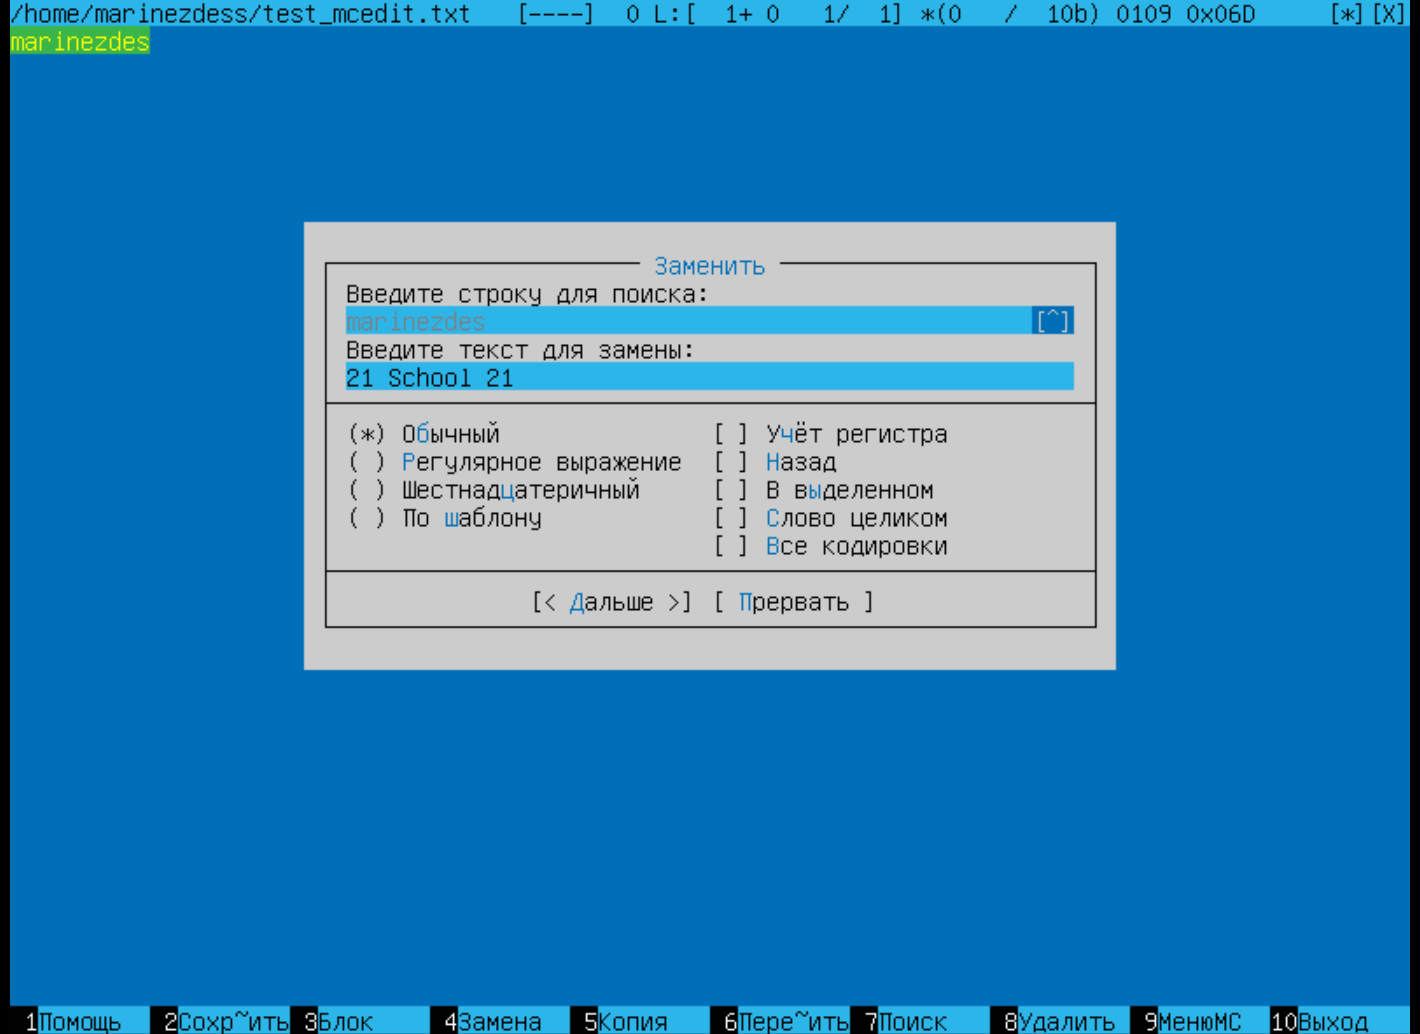 /home/marinezdess/test_mcedit.txt [----] 0 L:[ 1+ 0 1/ 1] *(0 / 10b) 0109 0x06D [*][X]
marinezdes
Заменить
Введите строку для поиска:
marinezdes [^]
Введите текст для замены:
21 School 21
(*) Обычный [ ] Учёт регистра
( ) Регулярное выражение [ ] Назад
( ) Шестнадцатеричный [ ] В выделенном
( ) По шаблону [ ] Слово целиком
[ ] Все кодировки
[< Дальше >] [ Прервать ]
1Помощь 2Сохр~ить 3Блок 4Замена 5Копия 6Пере~ить 7Поиск 8Удалить 9МенюMC 10Выход